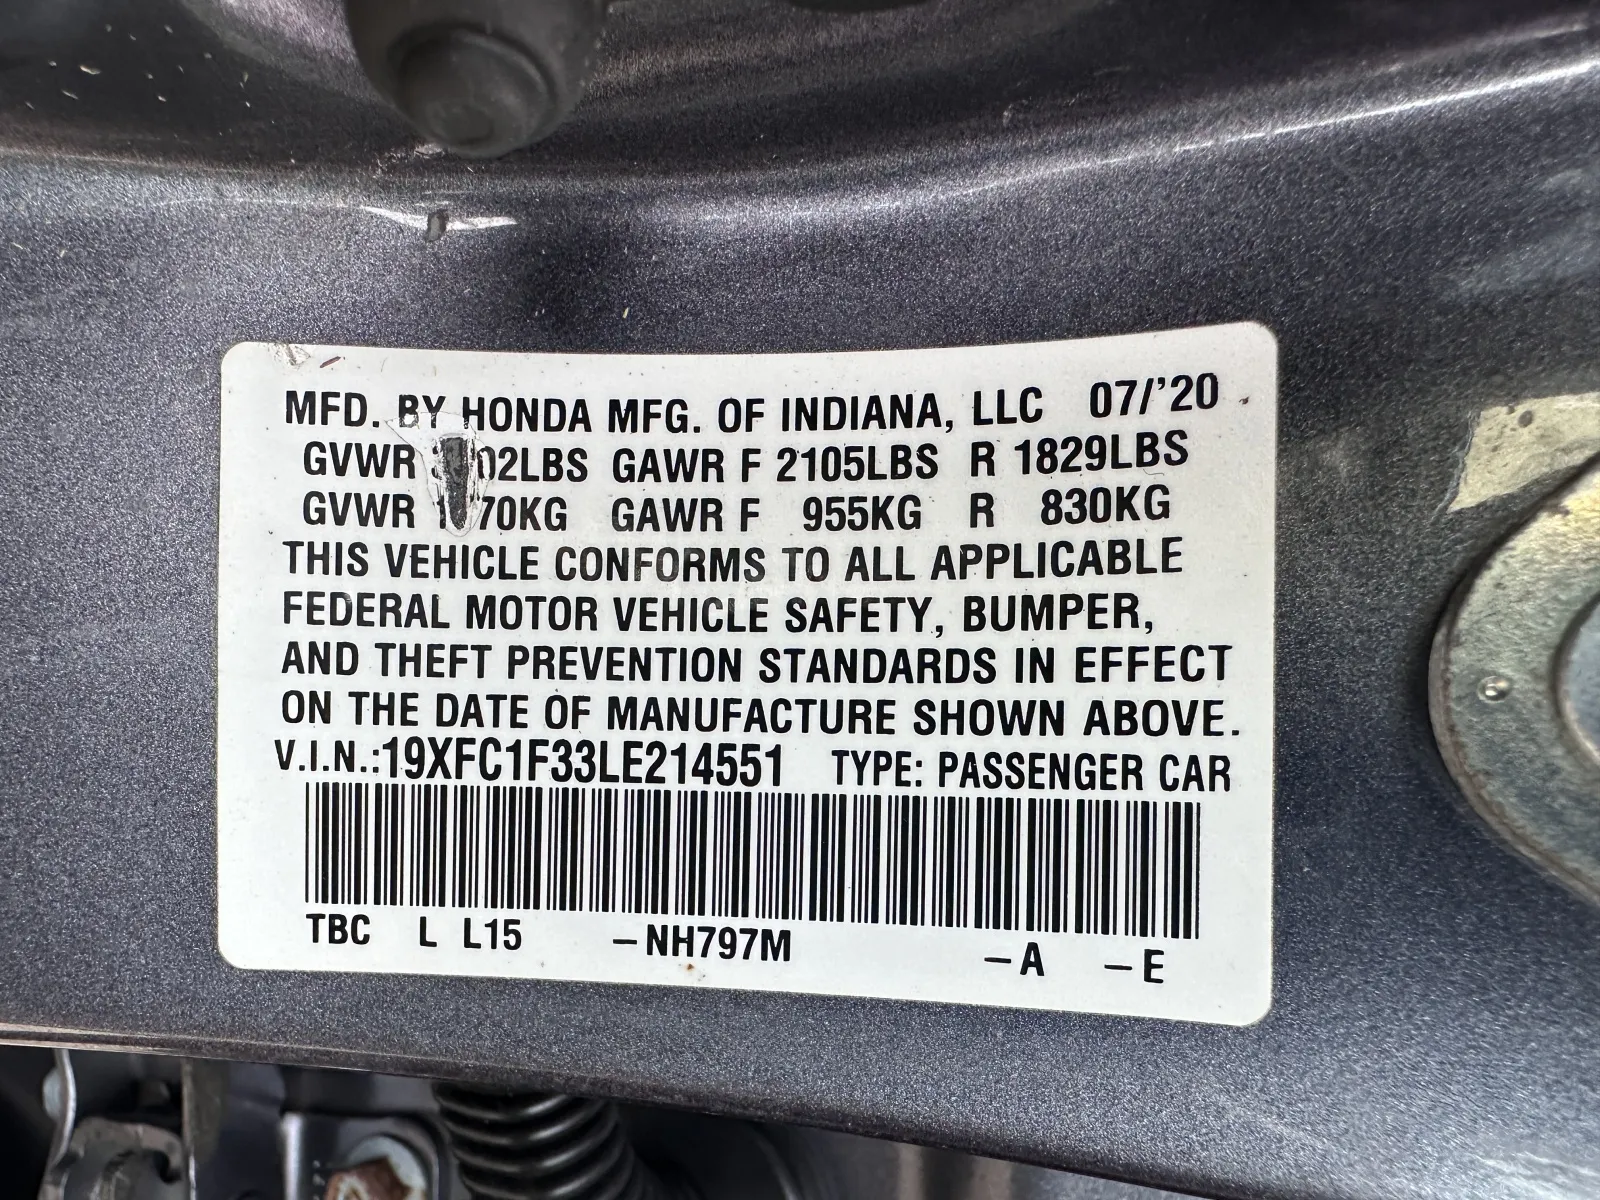 MFD. BY HONDA MFG. OF INDIANA, LLC 07/'20
GVWR 02LBS GAWR F 2105LBS R 1829LBS
GVWR 70KG GAWR F 955KG R 830KG
THIS VEHICLE CONFORMS TO ALL APPLICABLE
FEDERAL MOTOR VEHICLE SAFETY, BUMPER,
AND THEFT PREVENTION STANDARDS IN EFFECT
ON THE DATE OF MANUFACTURE SHOWN ABOVE.
V.I.N.:19XFC1F33LE214551 TYPE: PASSENGER CAR
TBC L L15 –NH797M –A –E